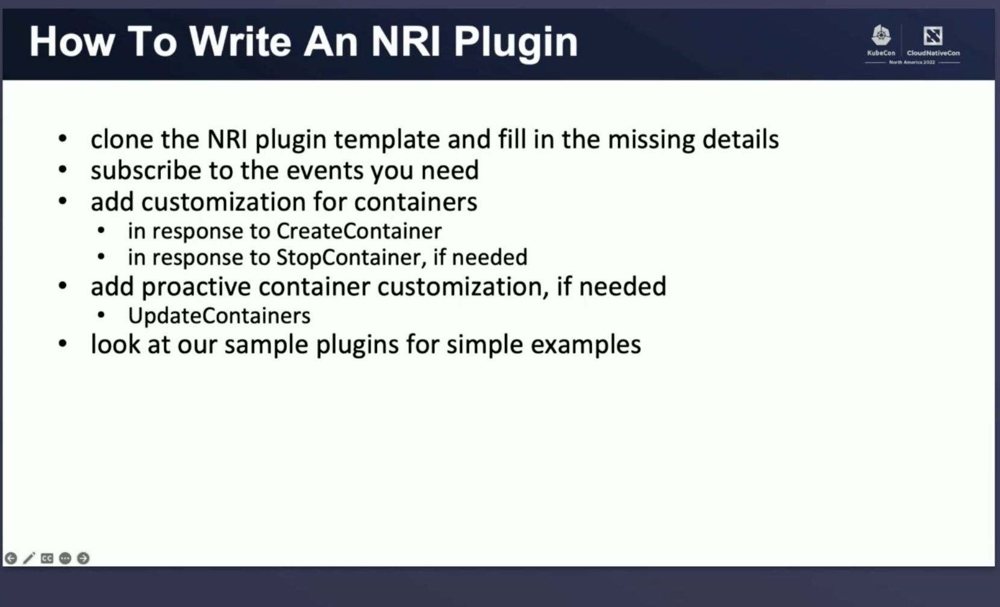 How To Write An NRI Plugin
KubeCon
CloudNativeCon
North America 2022
• clone the NRI plugin template and fill in the missing details
• subscribe to the events you need
• add customization for containers
• in response to CreateContainer
• in response to StopContainer, if needed
• add proactive container customization, if needed
• UpdateContainers
• look at our sample plugins for simple examples
CC